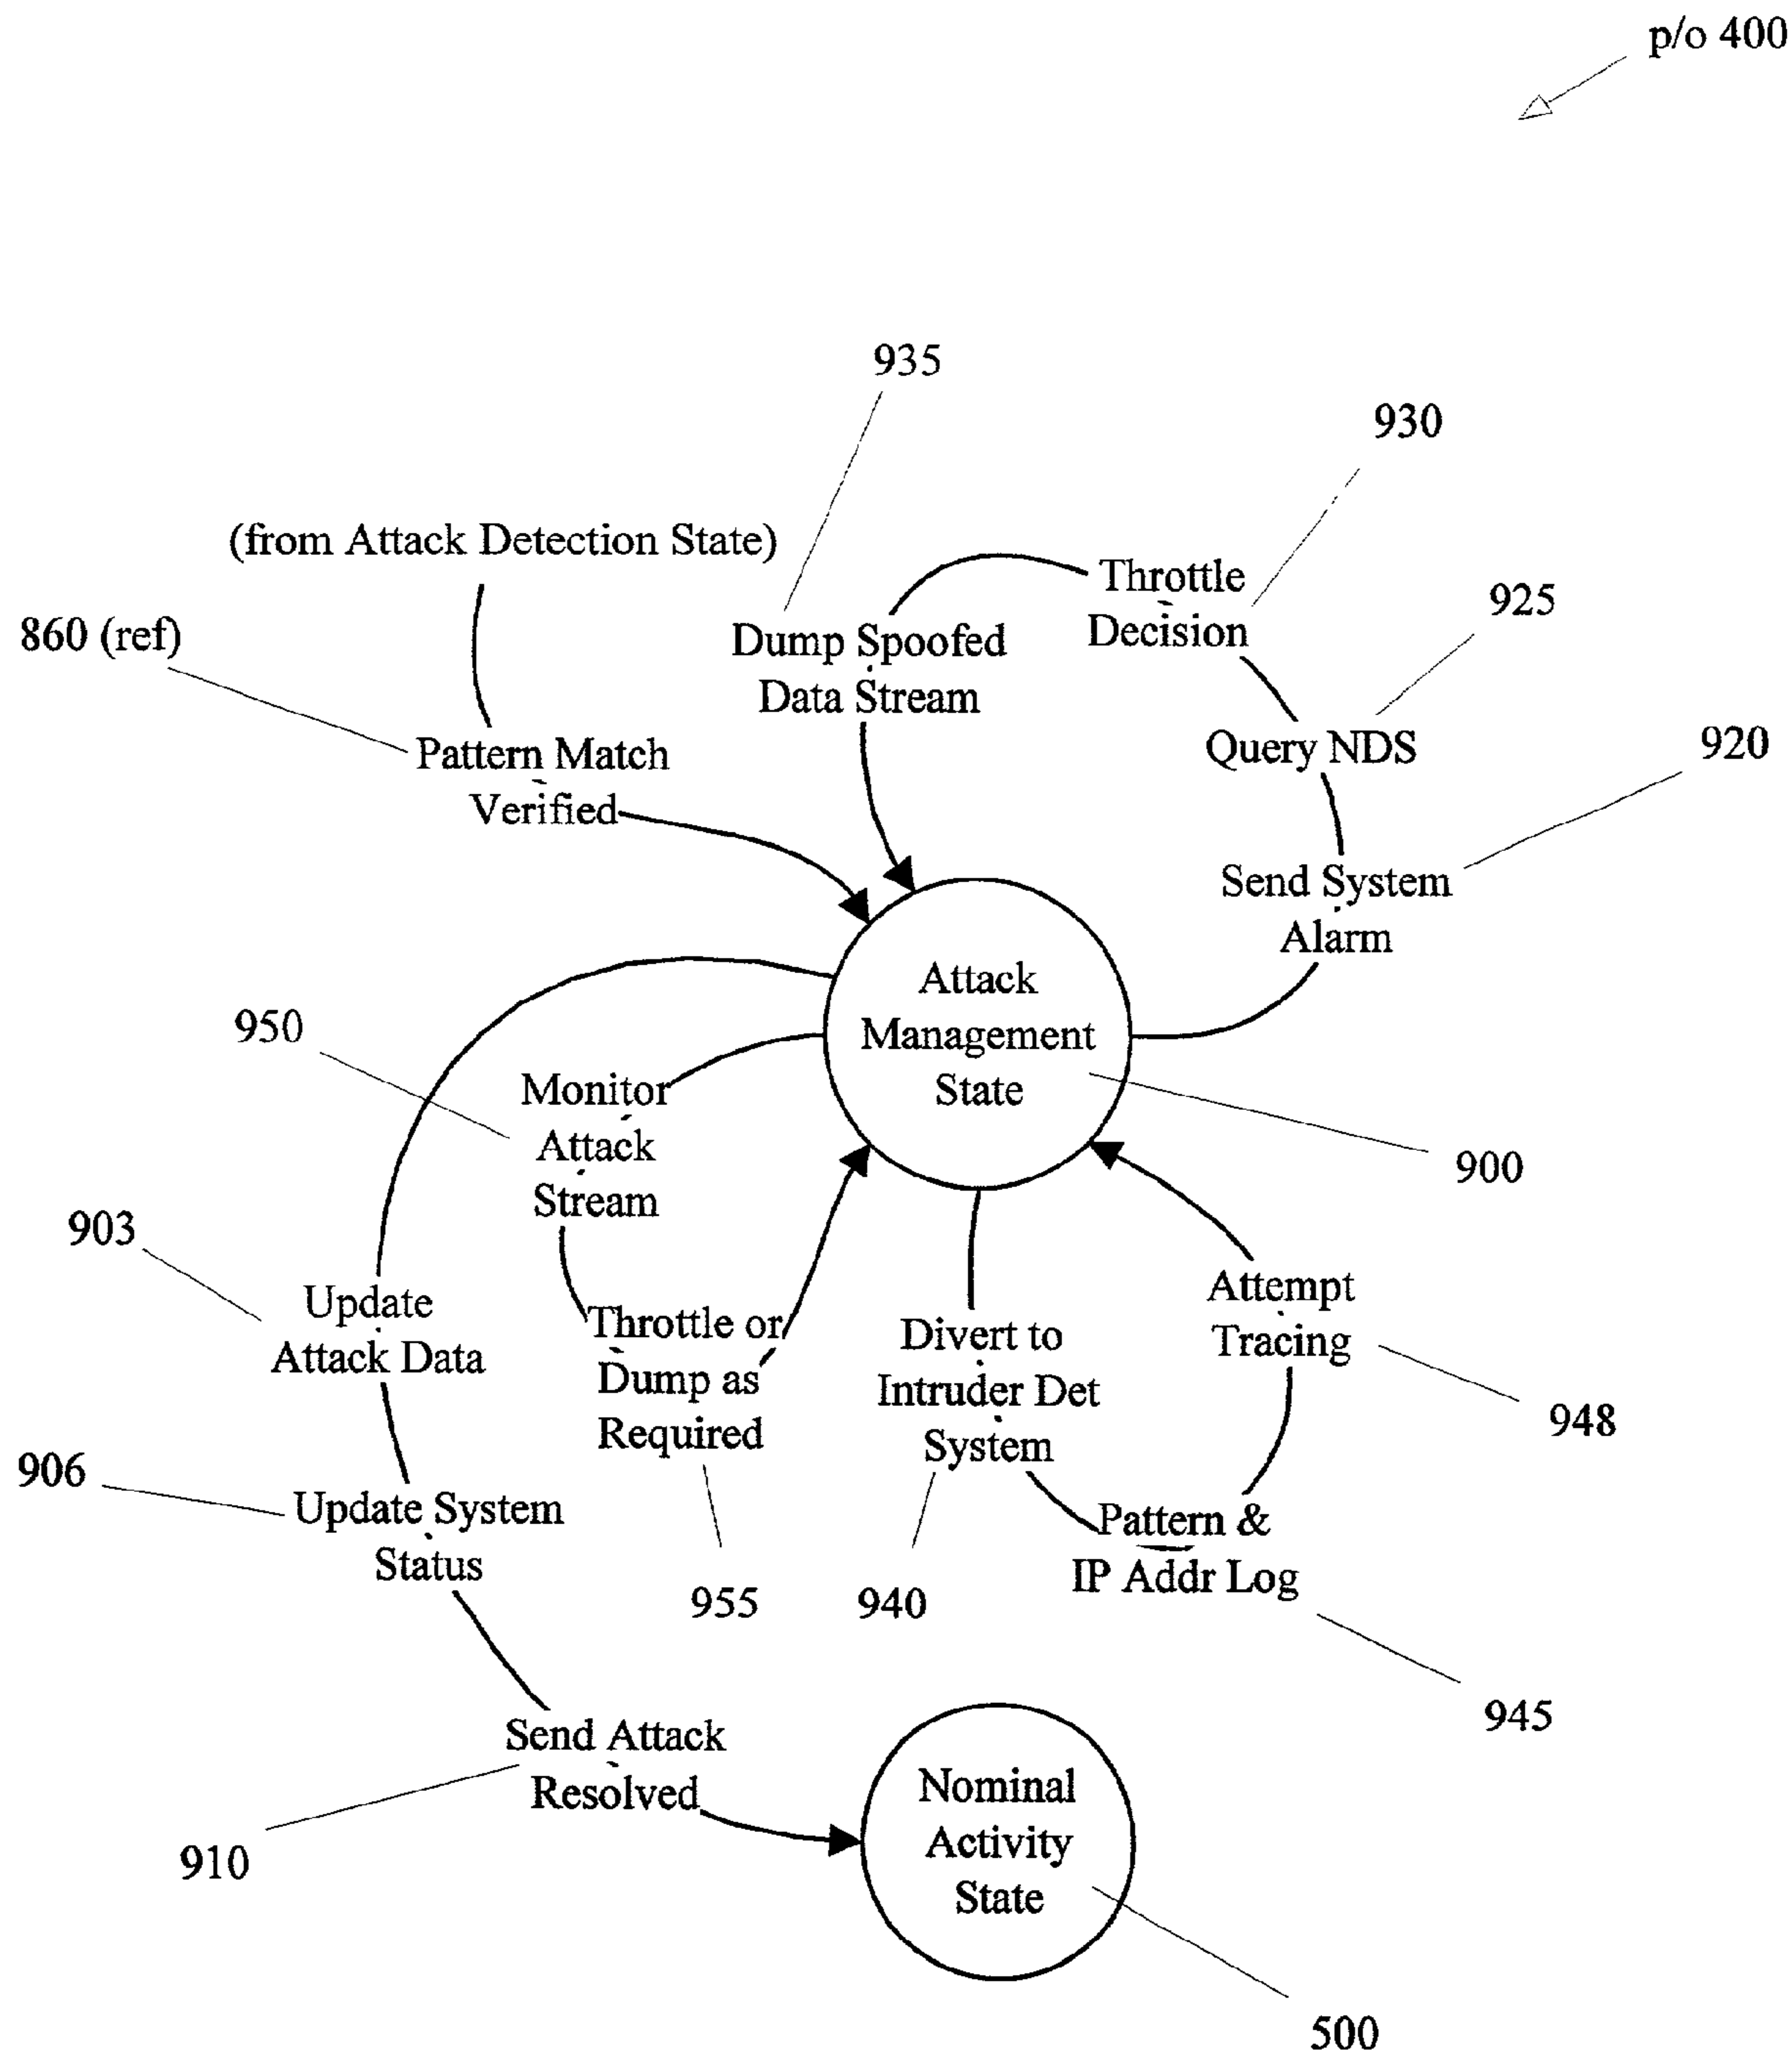 p/o 400
935
930
(from Attack Detection State)
Throttle
Decision
925
860 (ref)
Dump Spoofed
Data Stream
Query NDS
920
Pattern Match
Verified
Send System
Alarm
Attack
Management
State
950
Monitor
Attack
Stream
900
903
Update
Attack Data
Throttle or
Dump as
Required
Divert to
Intruder Det
System
Attempt
Tracing
948
906
Update System
Status
Pattern &
IP Addr Log
955
940
945
Send Attack
Resolved
910
Nominal
Activity
State
500